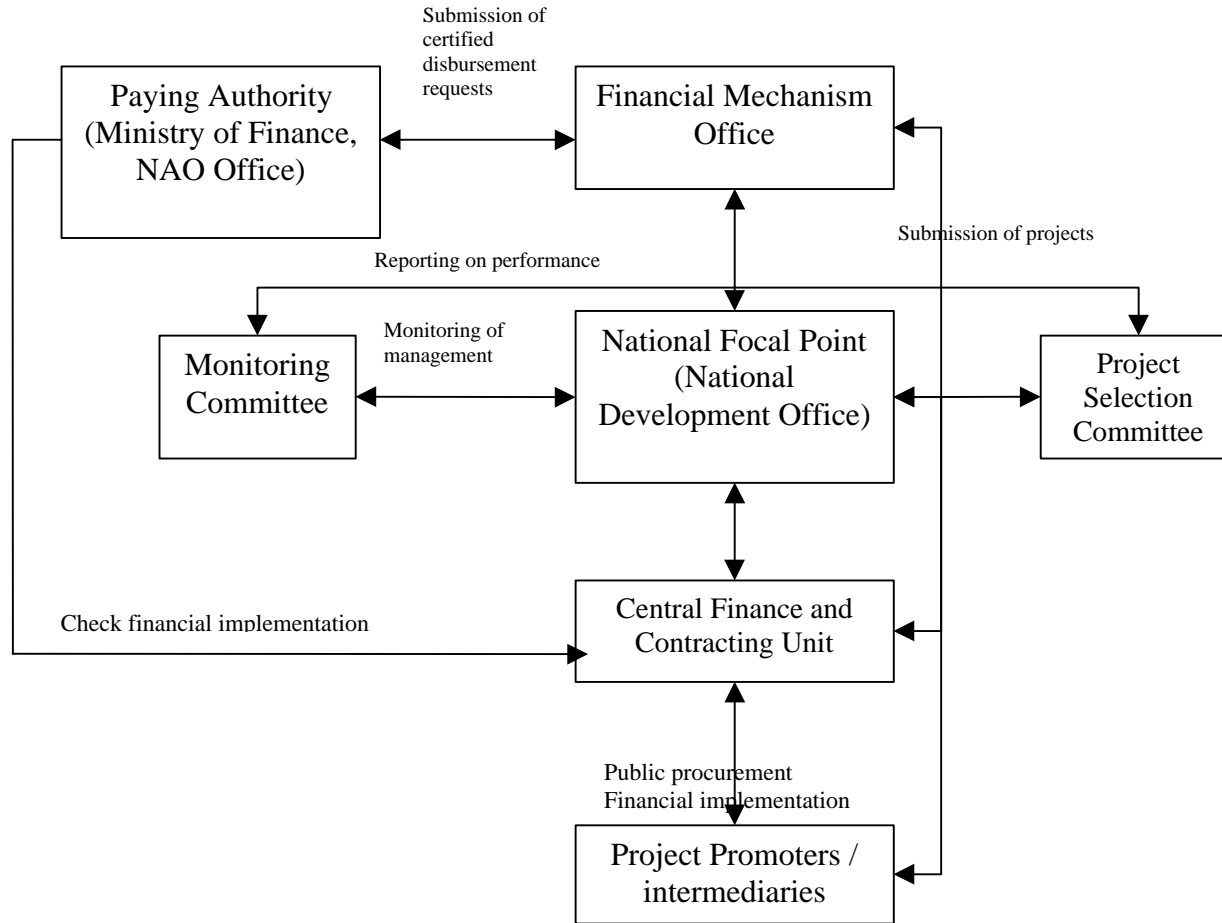 Submission of
certified
disbursement
requests
Paying Authority
(Ministry of Finance,
NAO Office)
Financial Mechanism
Office
Submission of projects
Reporting on performance
Monitoring of
management
Monitoring
Committee
National Focal Point
(National
Development Office)
Project
Selection
Committee
Check financial implementation
Central Finance and
Contracting Unit
Public procurement
Financial implementation
Project Promoters /
intermediaries